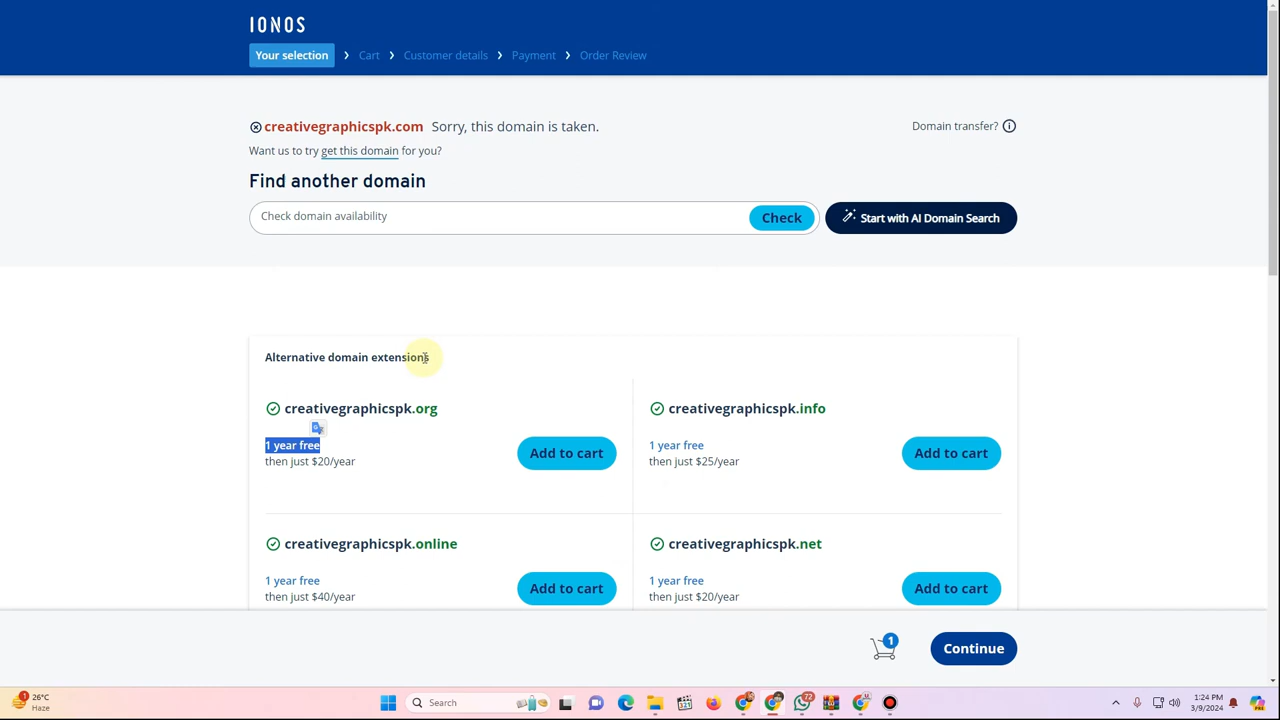 IONOS
Your selection > Cart > Customer details > Payment > Order Review
creativegraphicspk.com Sorry, this domain is taken.
Domain transfer?
Want us to try get this domain for you?
Find another domain
Check domain availability
Check
Start with AI Domain Search
Alternative domain extensions
creativegraphicspk.org
1 year free
then just $20/year
Add to cart
creativegraphicspk.info
1 year free
then just $25/year
Add to cart
creativegraphicspk.online
1 year free
then just $40/year
Add to cart
creativegraphicspk.net
1 year free
then just $20/year
Add to cart
1
Continue
1
26°C
Haze
Search
72
1:24 PM
3/9/2024